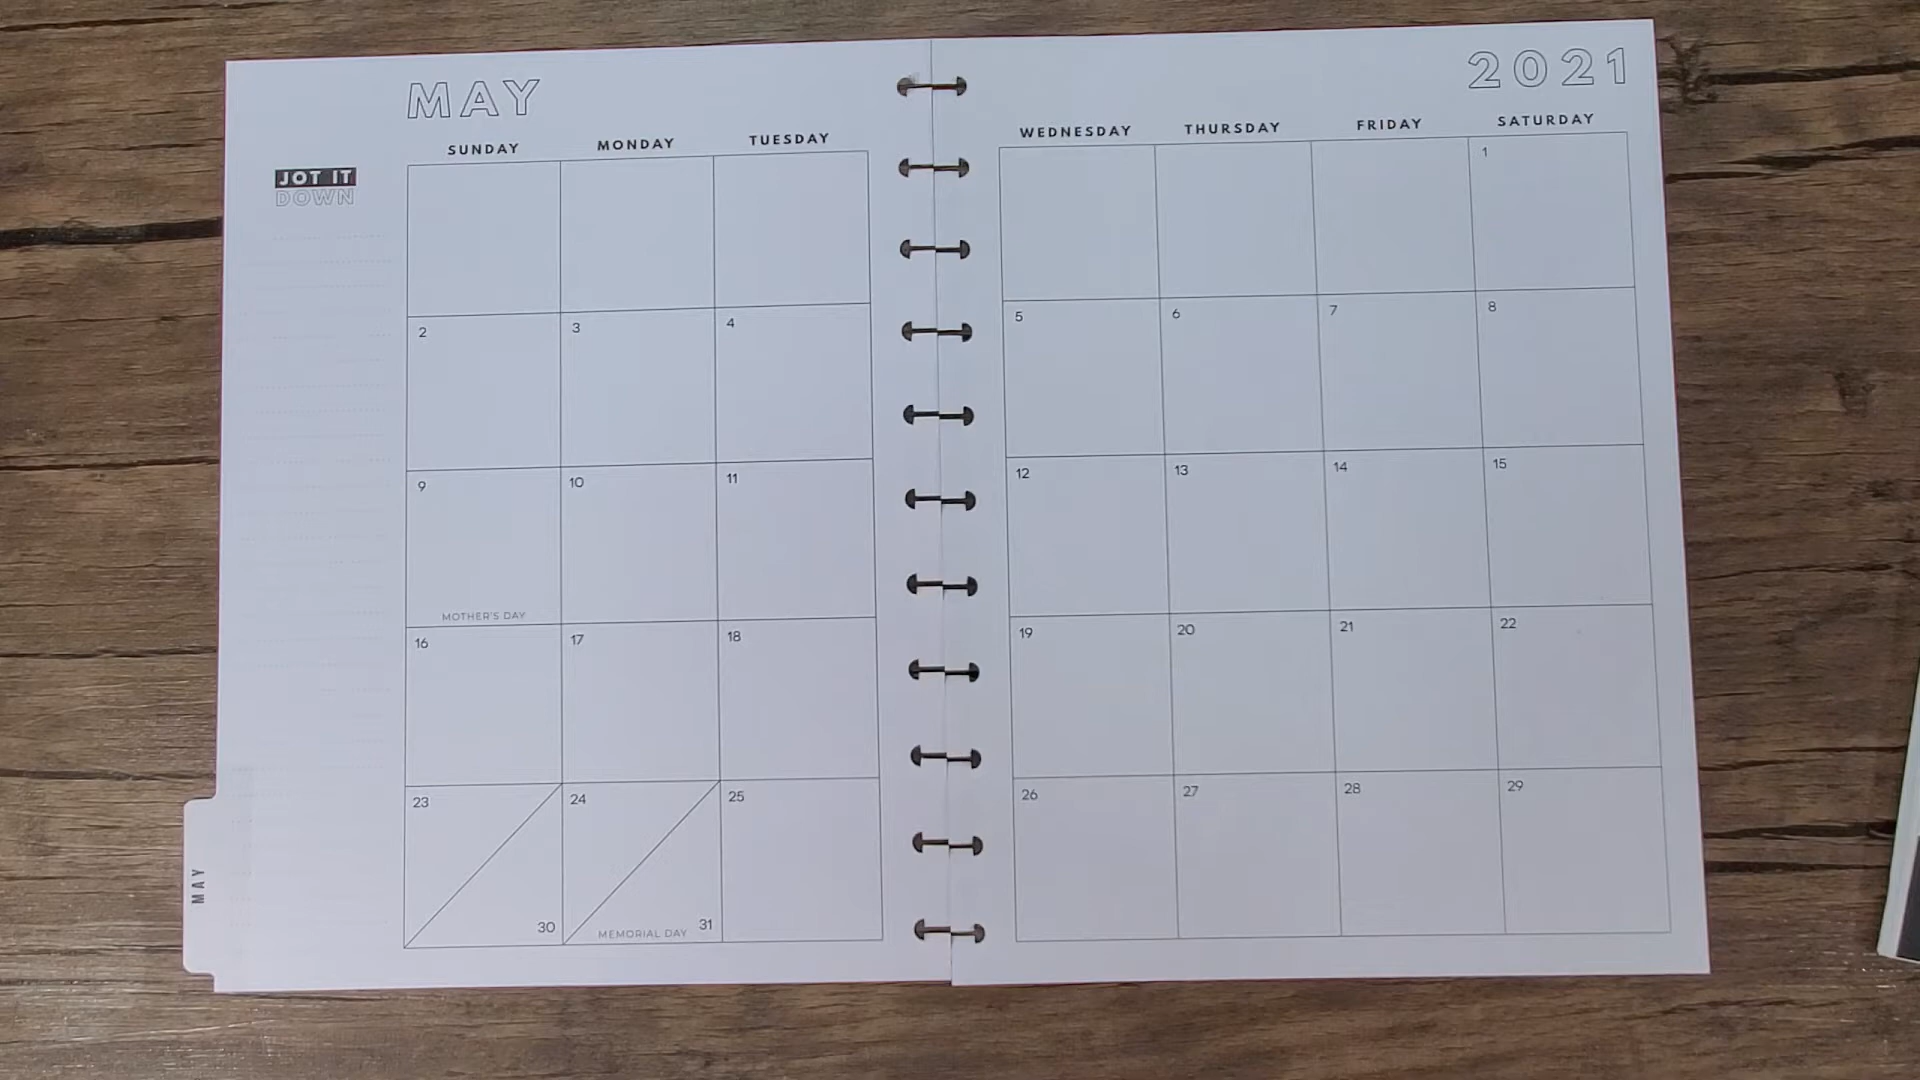 MAY
2021
SUNDAY MONDAY TUESDAY WEDNESDAY THURSDAY FRIDAY SATURDAY
JOT IT
DOWN
1
2 3 4 5 6 7 8
9 10 11 12 13 14 15
MOTHER'S DAY
16 17 18 19 20 21 22
23 24 25 26 27 28 29
30 MEMORIAL DAY 31
MAY